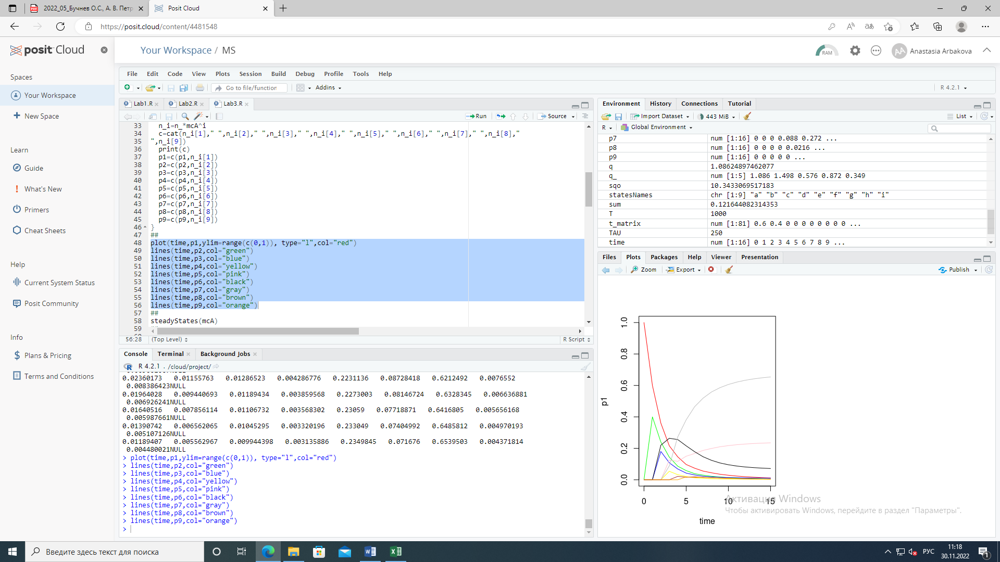 2022_05_Бучнев О.С., А. В. Петр
Posit Cloud
https://posit.cloud/content/4481548
posit Cloud
Your Workspace / MS
RAM
AA
Anastasia Arbakova
Spaces
Your Workspace
New Space
Learn
Guide
What's New
Primers
Cheat Sheets
Help
Current System Status
Posit Community
Info
Plans & Pricing
Terms and Conditions
File Edit Code View Plots Session Build Debug Profile Tools Help
Go to file/function
Addins
R 4.2.1
Lab1.R
Lab2.R
Lab3.R
Run
Source
33 n_i=n_*mcA^i
34 c=cat(n_i[1]," ",n_i[2]," ",n_i[3]," ",n_i[4]," ",n_i[5]," ",n_i[6]," ",n_i[7]," ",n_i[8],"
35 ",n_i[9])
36 print(c)
37 p1=c(p1,n_i[1])
38 p2=c(p2,n_i[2])
39 p3=c(p3,n_i[3])
40 p4=c(p4,n_i[4])
41 p5=c(p5,n_i[5])
42 p6=c(p6,n_i[6])
43 p7=c(p7,n_i[7])
44 p8=c(p8,n_i[8])
45 p9=c(p9,n_i[9])
46 }
47 ##
48 plot(time,p1,ylim=range(c(0,1)), type="l",col="red")
49 lines(time,p2,col="green")
50 lines(time,p3,col="blue")
51 lines(time,p4,col="yellow")
52 lines(time,p5,col="pink")
53 lines(time,p6,col="black")
54 lines(time,p7,col="gray")
55 lines(time,p8,col="brown")
56 lines(time,p9,col="orange")
57 ##
58 steadyStates(mcA)
59
56:28
(Top Level)
R Script
Console
Terminal
Background Jobs
R 4.2.1 . /cloud/project/
0.02360173 0.01155763 0.01286523 0.004286776 0.2231136 0.08728418 0.6212492 0.0076552
0.008386423NULL
0.01964028 0.009440693 0.01189434 0.003859568 0.2273003 0.08146724 0.6328345 0.006636881
0.006926241NULL
0.01640516 0.007856114 0.01106732 0.003568302 0.23059 0.07718871 0.6416805 0.005656168
0.005987661NULL
0.01390742 0.006562065 0.01045295 0.003320196 0.233049 0.07404992 0.6485812 0.004970193
0.005107126NULL
0.01189407 0.005562967 0.009944398 0.003135886 0.2349845 0.071676 0.6539503 0.004371814
0.004480021NULL
> plot(time,p1,ylim=range(c(0,1)), type="l",col="red")
> lines(time,p2,col="green")
> lines(time,p3,col="blue")
> lines(time,p4,col="yellow")
> lines(time,p5,col="pink")
> lines(time,p6,col="black")
> lines(time,p7,col="gray")
> lines(time,p8,col="brown")
> lines(time,p9,col="orange")
>
Environment History Connections Tutorial
Import Dataset
443 MiB
List
R
Global Environment
p7 num [1:16] 0 0 0 0.088 0.272 ...
p8 num [1:16] 0 0 0 0 0.0216 ...
p9 num [1:16] 0 0 0 0 0 ...
q 1.08624897462077
q_ num [1:5] 1.086 1.498 0.576 0.872 0.349
sqo 10.3433069517183
statesNames chr [1:9] "a" "b" "c" "d" "e" "f" "g" "h" "i"
sum 0.121644082314353
T 1000
t_matrix num [1:81] 0.6 0.4 0 0 0 0 0 0 0 0 ...
TAU 250
time num [1:16] 0 1 2 3 4 5 6 7 8 9 ...
Files Plots Packages Help Viewer Presentation
Zoom
Export
Publish
p1
1.0
0.8
0.6
0.4
0.2
0.0
0 5 10 15
time
Активация Windows
Чтобы активировать Windows, перейдите в раздел "Параметры".
Введите здесь текст для поиска
РУС
11:18
30.11.2022
1